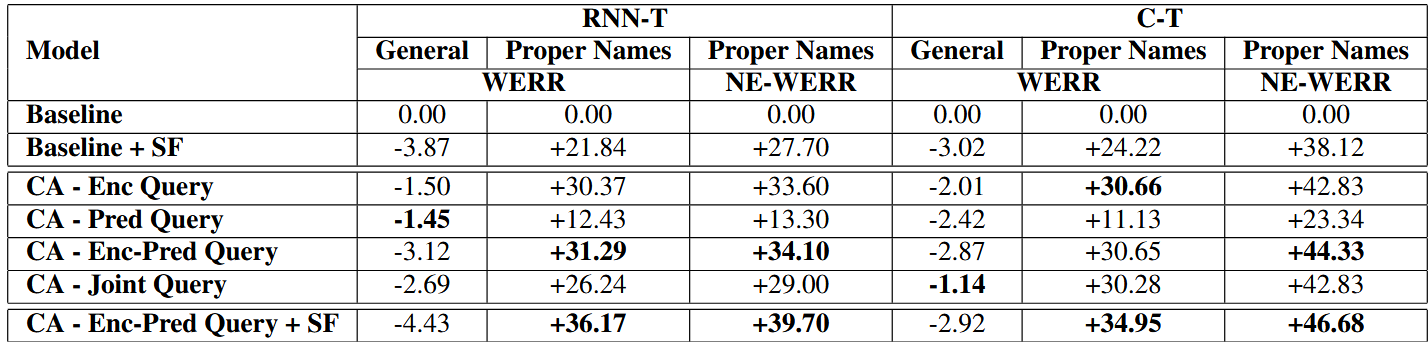 RNN-T C-T
Model General Proper Names Proper Names General Proper Names Proper Names
WERR NE-WERR WERR NE-WERR
Baseline 0.00 0.00 0.00 0.00 0.00 0.00
Baseline + SF -3.87 +21.84 +27.70 -3.02 +24.22 +38.12
CA - Enc Query -1.50 +30.37 +33.60 -2.01 +30.66 +42.83
CA - Pred Query -1.45 +12.43 +13.30 -2.42 +11.13 +23.34
CA - Enc-Pred Query -3.12 +31.29 +34.10 -2.87 +30.65 +44.33
CA - Joint Query -2.69 +26.24 +29.00 -1.14 +30.28 +42.83
CA - Enc-Pred Query + SF -4.43 +36.17 +39.70 -2.92 +34.95 +46.68